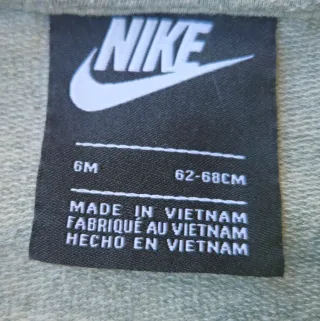 NIKE
6M 62-68CM
MADE IN VIETNAM
FABRIQUÉ AU VIETNAM
HECHO EN VIETNAM